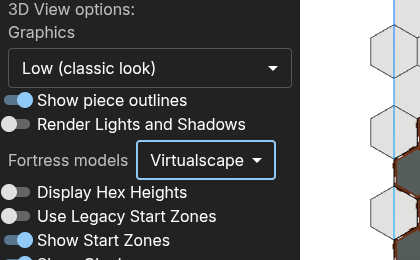 3D View options:
Graphics
Low (classic look)
Show piece outlines
Render Lights and Shadows
Fortress models Virtualscape
Display Hex Heights
Use Legacy Start Zones
Show Start Zones